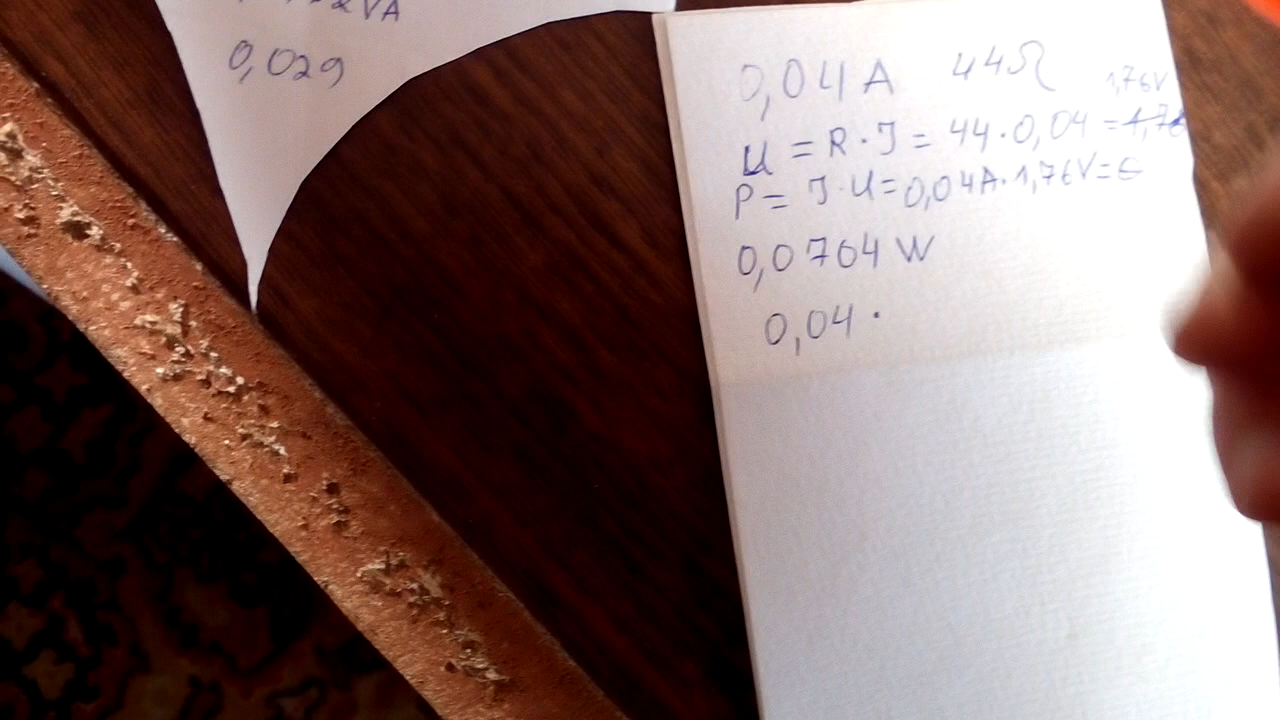 2VA
0,029
0,04A 44Ω
1,76V
U = R · I = 44 · 0,04 = 1,76
P = I · U = 0,04A · 1,76V =
0,0704 W
0,04 ·